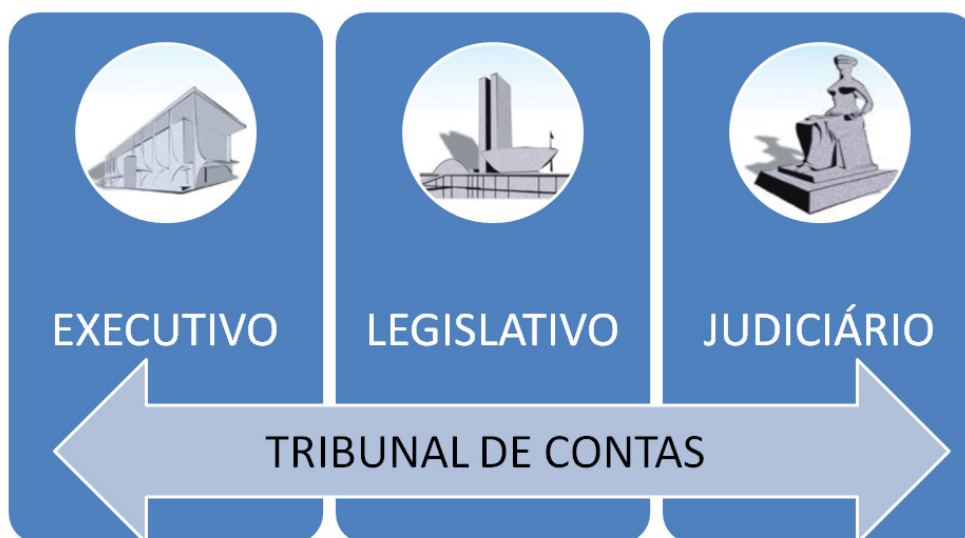 EXECUTIVO
LEGISLATIVO
JUDICIÁRIO
TRIBUNAL DE CONTAS